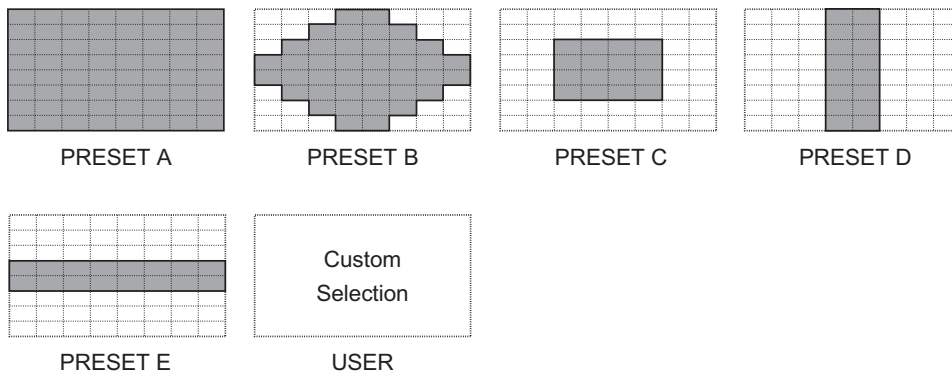 PRESET A
PRESET B
PRESET C
PRESET D
Custom
Selection
PRESET E
USER